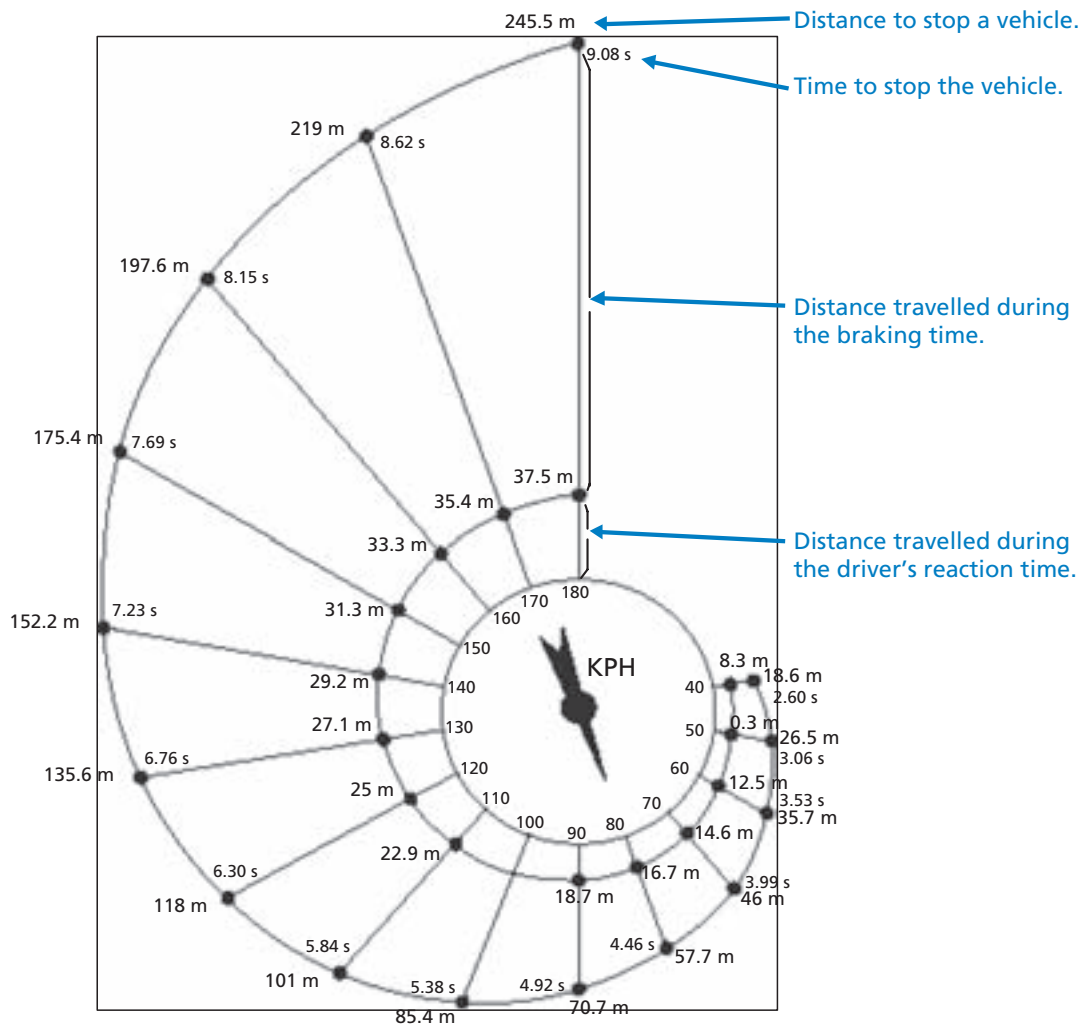 245.5 m
Distance to stop a vehicle.
9.08 s
Time to stop the vehicle.
219 m
8.62 s
197.6 m
8.15 s
Distance travelled during
the braking time.
175.4 m
7.69 s
37.5 m
35.4 m
33.3 m
Distance travelled during
the driver's reaction time.
31.3 m
180
170
160
150
7.23 s
152.2 m
29.2 m
140
KPH
8.3 m
18.6 m
40
2.60 s
27.1 m
130
50
0.3 m
26.5 m
3.06 s
6.76 s
135.6 m
120
60
12.5 m
25 m
3.53 s
35.7 m
110
70
100
90
80
14.6 m
22.9 m
16.7 m
18.7 m
6.30 s
118 m
3.99 s
46 m
5.84 s
101 m
4.46 s
57.7 m
5.38 s
85.4 m
4.92 s
70.7 m